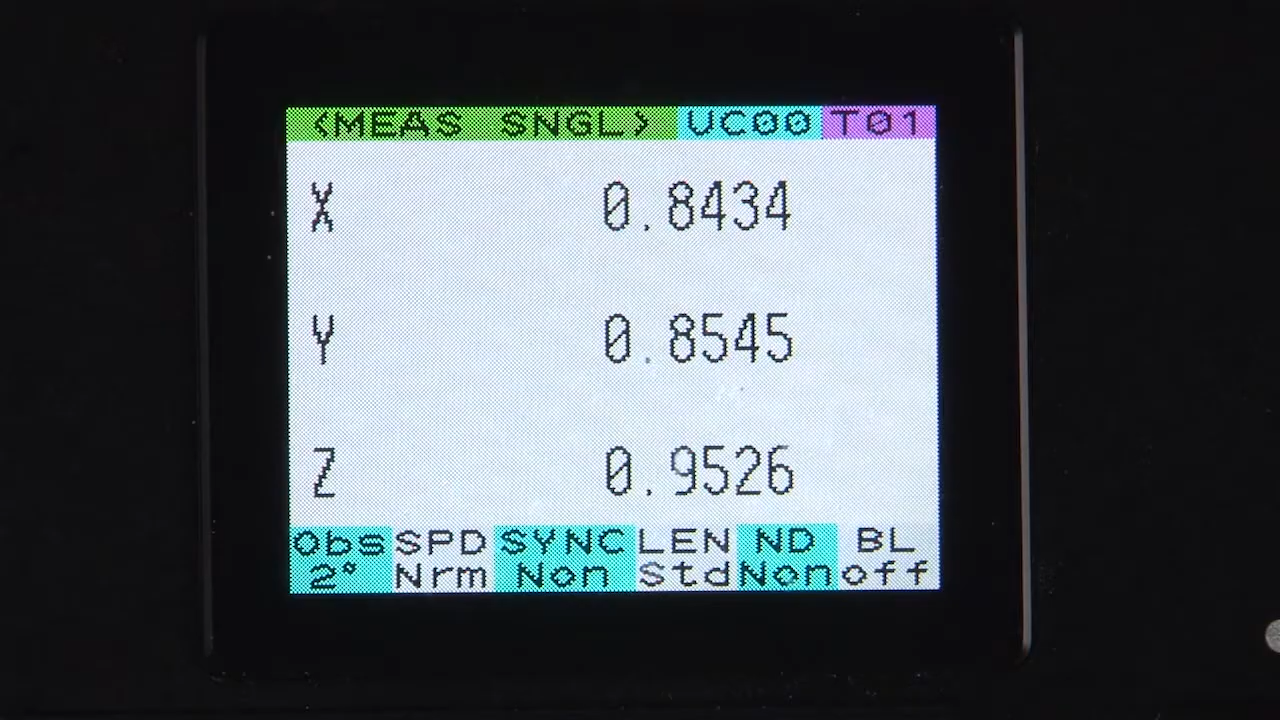 <MEAS SNGL> VC00 T01
X 0.8434
Y 0.8545
Z 0.9526
Obs SPD SYNC LEN ND BL
2° Nrm Non Std Non off